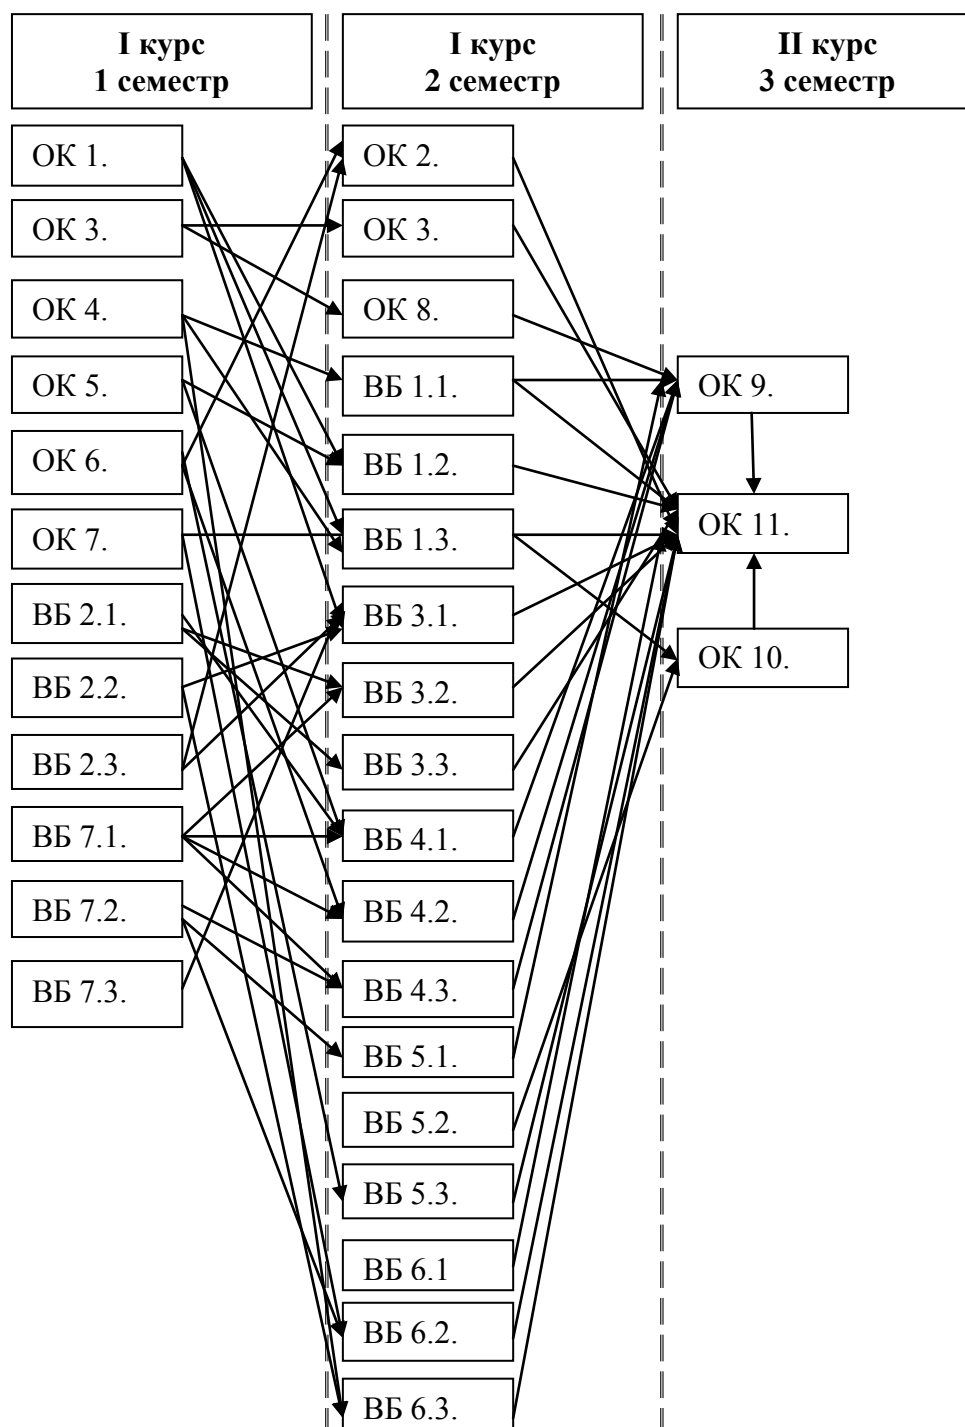 I курс
1 семестр
I курс
2 семестр
II курс
3 семестр
ОК 1.
ОК 3.
ОК 4.
ОК 5.
ОК 6.
ОК 7.
ВБ 2.1.
ВБ 2.2.
ВБ 2.3.
ВБ 7.1.
ВБ 7.2.
ВБ 7.3.
ОК 2.
ОК 3.
ОК 8.
ВБ 1.1.
ВБ 1.2.
ВБ 1.3.
ВБ 3.1.
ВБ 3.2.
ВБ 3.3.
ВБ 4.1.
ВБ 4.2.
ВБ 4.3.
ВБ 5.1.
ВБ 5.2.
ВБ 5.3.
ВБ 6.1
ВБ 6.2.
ВБ 6.3.
ОК 9.
ОК 11.
ОК 10.